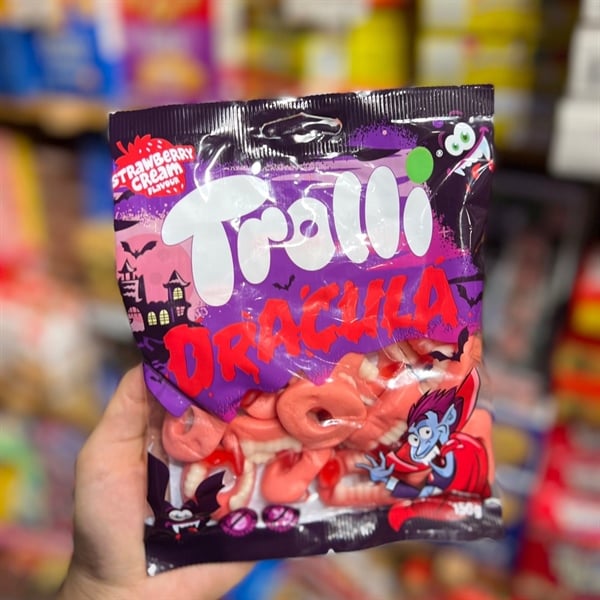 STRAWBERRY
CREAM
FLAVOUR
Trolli
®
DRACULA
150g